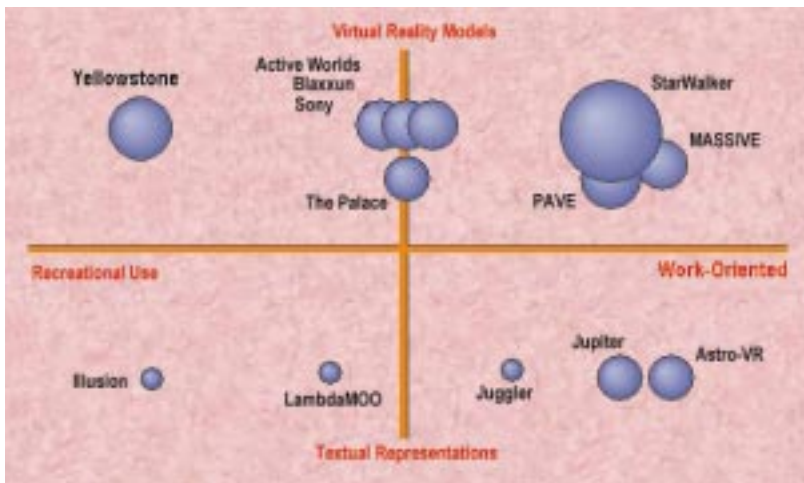 Virtual Reality Models
Yellowstone
Active Worlds
Blaxxun
Sony
StarWalker
MASSIVE
The Palace
PAVE
Recreational Use
Work-Oriented
Illusion
LambdaMOO
Juggler
Jupiter
Astro-VR
Textual Representations